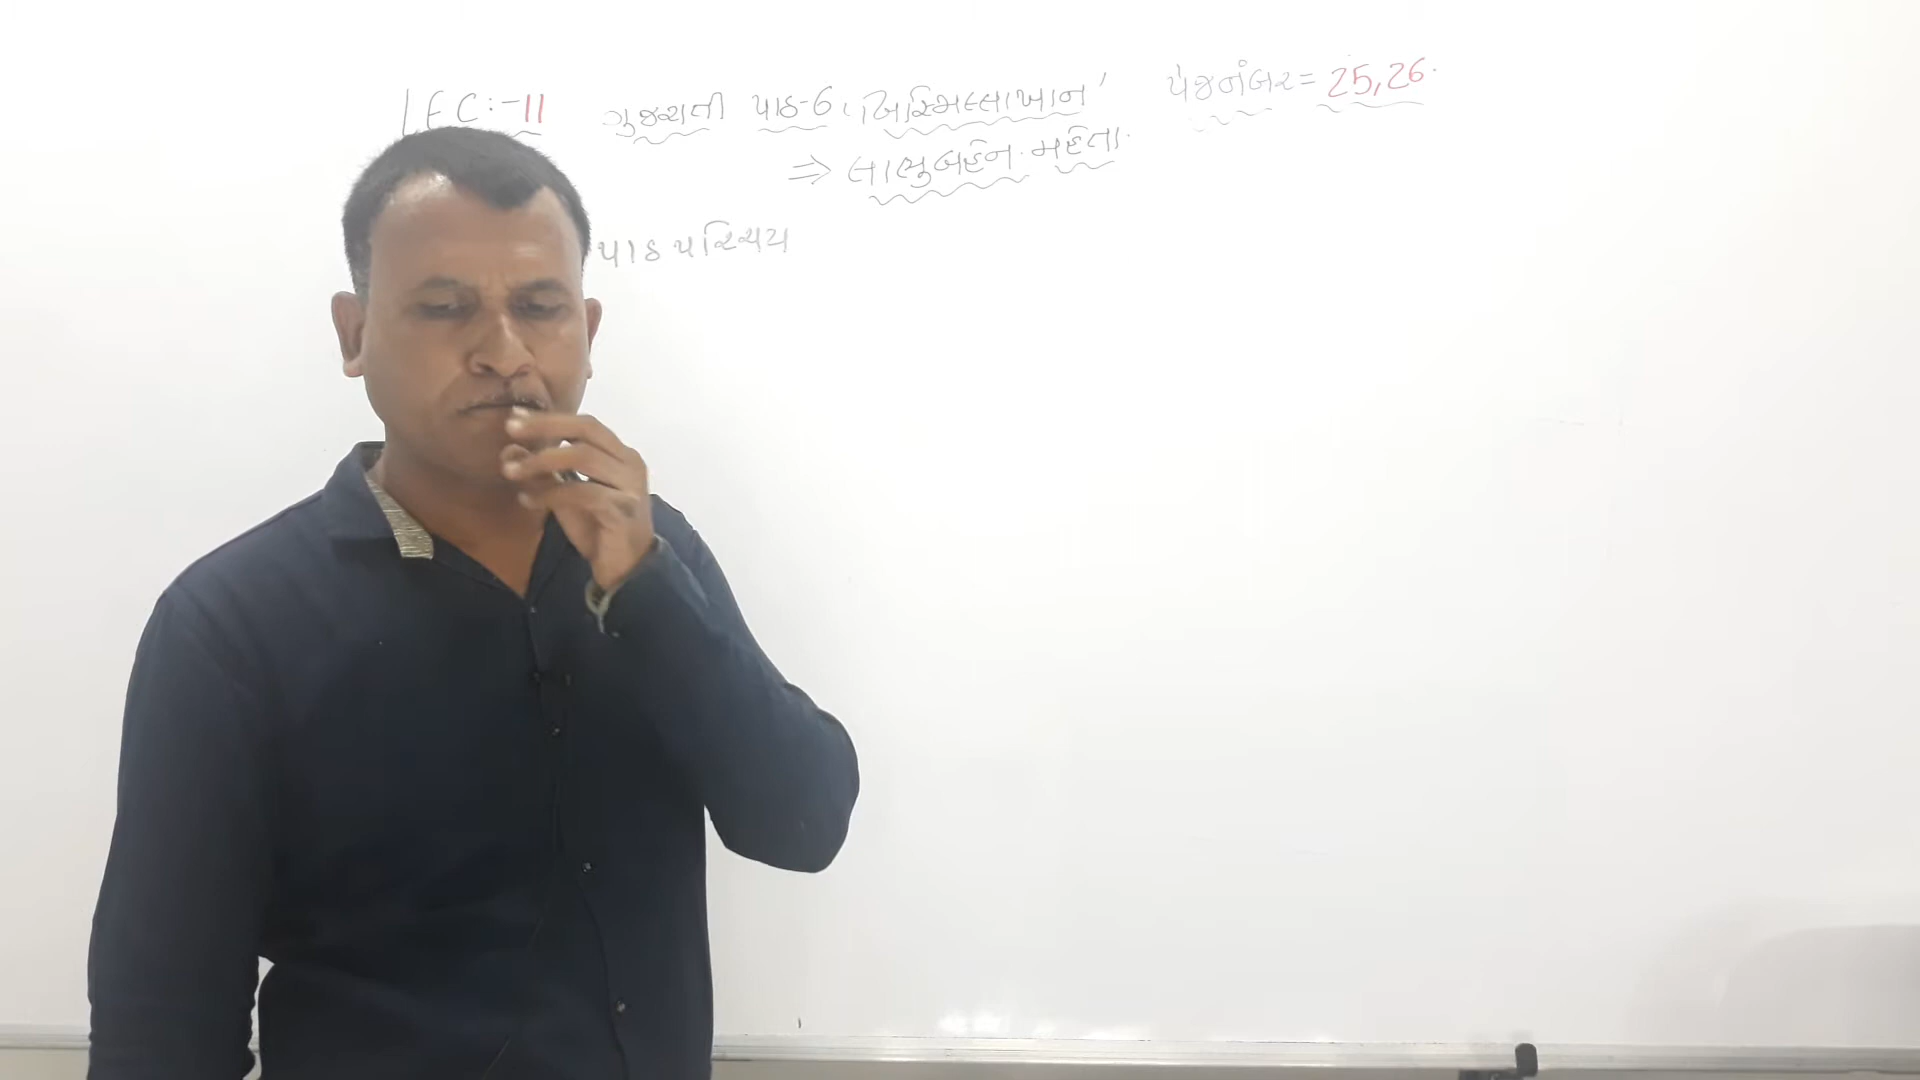 LEC:-11 ગુજરાતી પાઠ-6 'બિસ્મિલ્લાખાન' પેજનંબર = 25,26.
⇒ લાભુબહેન. મહેતા.
પાઠ પરિચય